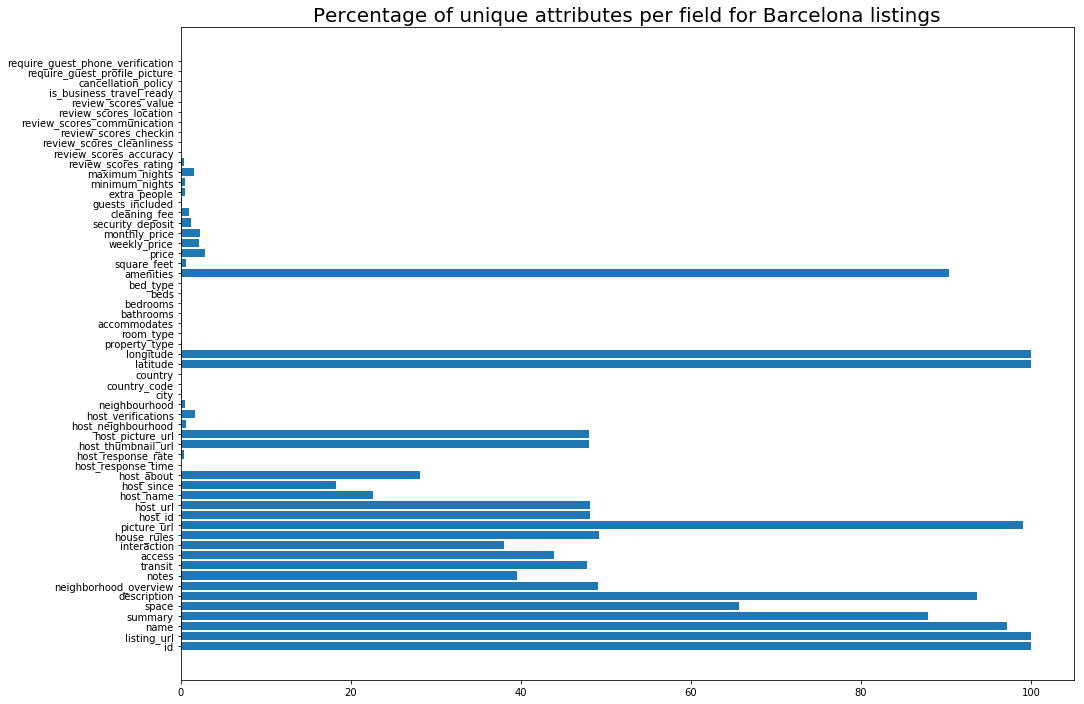 Percentage of unique attributes per field for Barcelona listings
require_guest_phone_verification
require_guest_profile_picture
cancellation_policy
is_business_travel_ready
review_scores_value
review_scores_location
review_scores_communication
review_scores_checkin
review_scores_cleanliness
review_scores_accuracy
review_scores_rating
maximum_nights
minimum_nights
extra_people
guests_included
cleaning_fee
security_deposit
monthly_price
weekly_price
price
square_feet
amenities
bed_type
beds
bedrooms
bathrooms
accommodates
room_type
property_type
longitude
latitude
country
country_code
city
neighbourhood
host_verifications
host_neighbourhood
host_picture_url
host_thumbnail_url
host_response_rate
host_response_time
host_about
host_since
host_name
host_url
host_id
picture_url
house_rules
interaction
access
transit
notes
neighborhood_overview
description
space
summary
name
listing_url
id
0 20 40 60 80 100